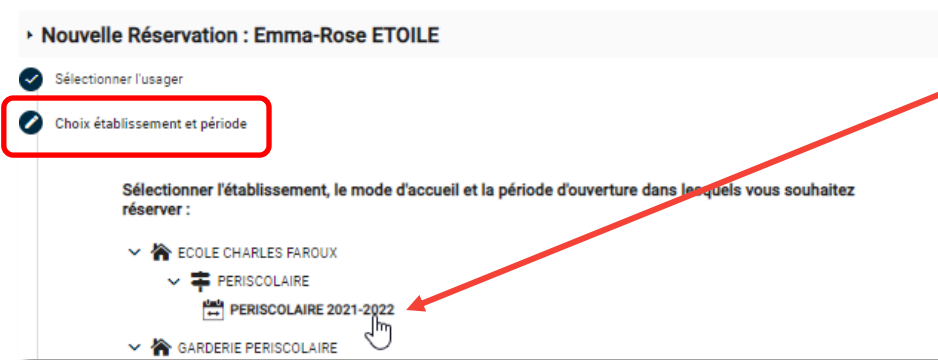 Nouvelle Réservation : Emma-Rose ETOILE
Sélectionner l'usager
Choix établissement et période
Sélectionner l'établissement, le mode d'accueil et la période d'ouverture dans lesquels vous souhaitez
réserver :
ECOLE CHARLES FAROUX
PERISCOLAIRE
PERISCOLAIRE 2021-2022
GARDERIE PERISCOLAIRE